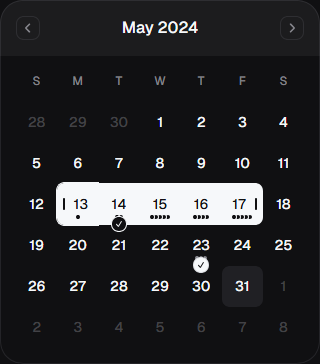 May 2024
S M T W T F S
28 29 30 1 2 3 4
5 6 7 8 9 10 11
12 13 14 15 16 17 18
19 20 21 22 23 24 25
26 27 28 29 30 31 1
2 3 4 5 6 7 8